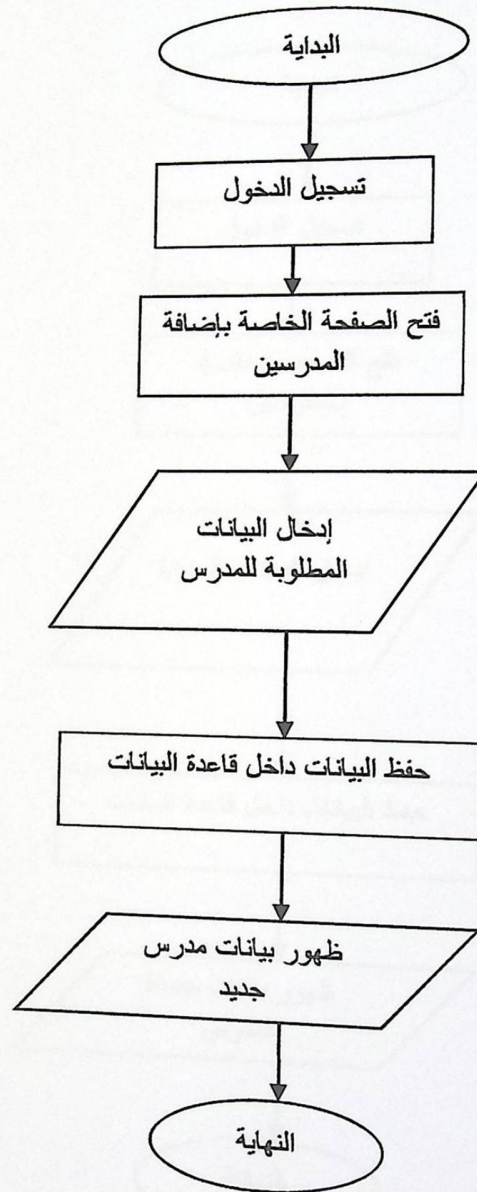 البداية
تسجيل الدخول
فتح الصفحة الخاصة بإضافة
المدرسين
إدخال البيانات
المطلوبة للمدرس
حفظ البيانات داخل قاعدة البيانات
ظهور بيانات مدرس
جديد
النهاية